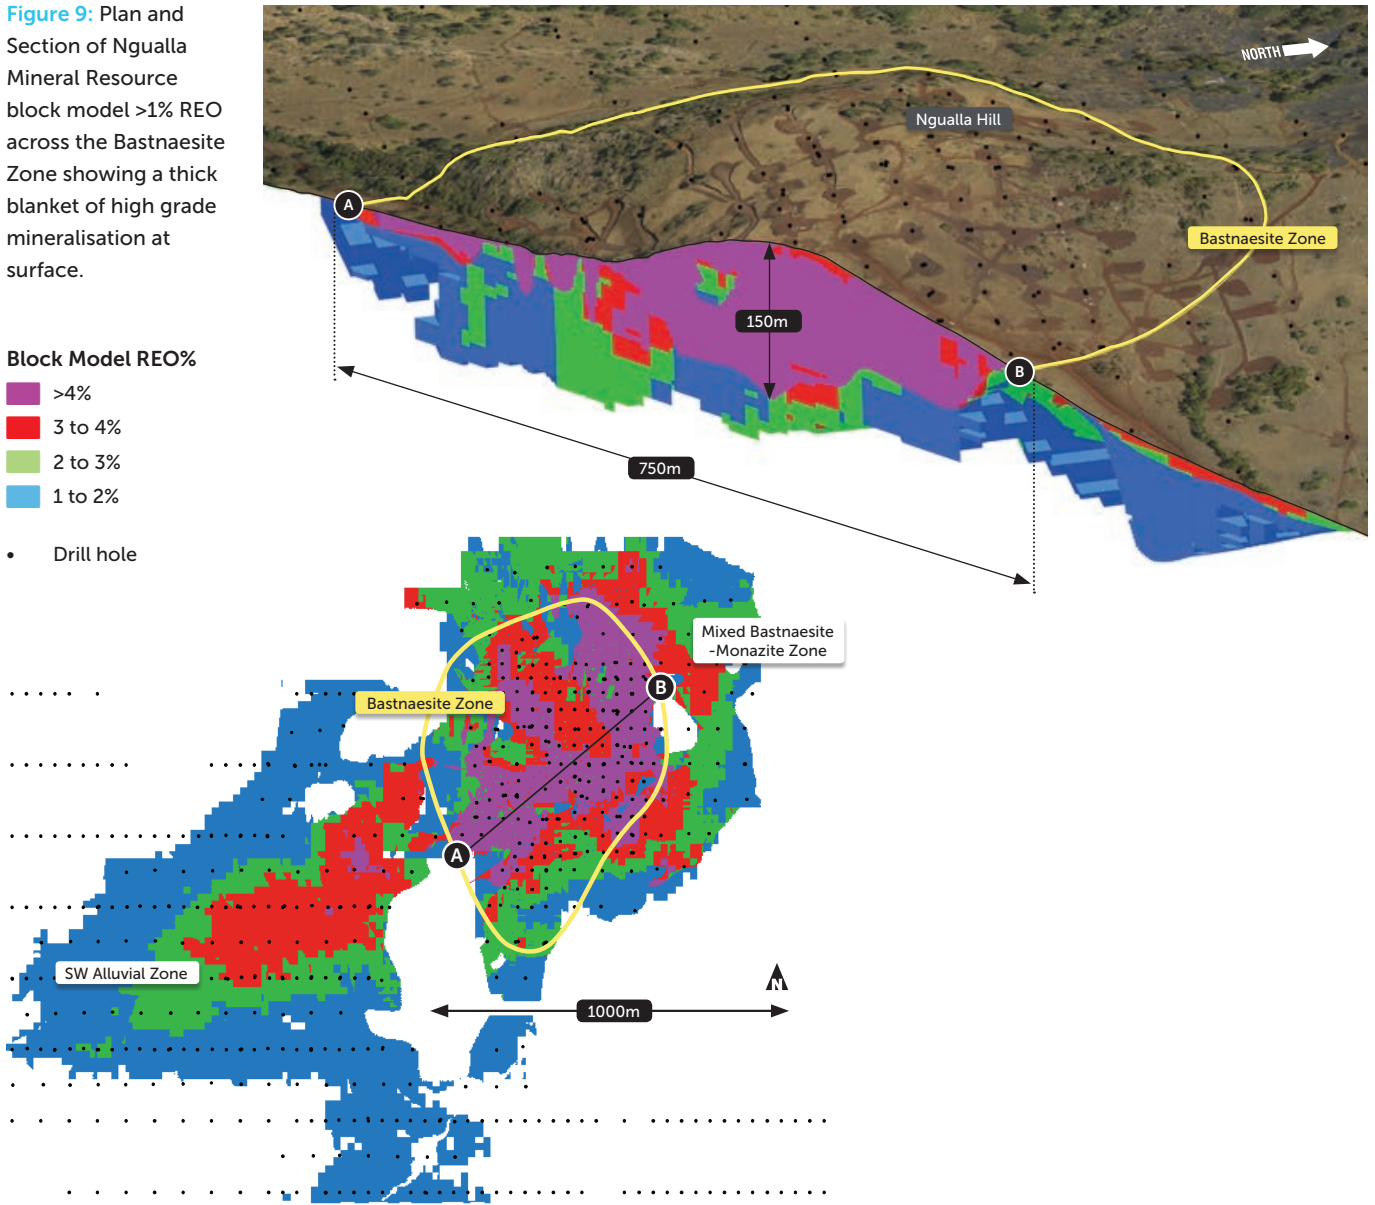 Figure 9: Plan and
Section of Ngualla
Mineral Resource
block model >1% REO
across the Bastnaesite
Zone showing a thick
blanket of high grade
mineralisation at
surface.
Block Model REO%
>4%
3 to 4%
2 to 3%
1 to 2%
• Drill hole
NORTH
Ngualla Hill
A
Bastnaesite Zone
150m
B
750m
Mixed Bastnaesite
-Monazite Zone
B
Bastnaesite Zone
A
SW Alluvial Zone
N
1000m